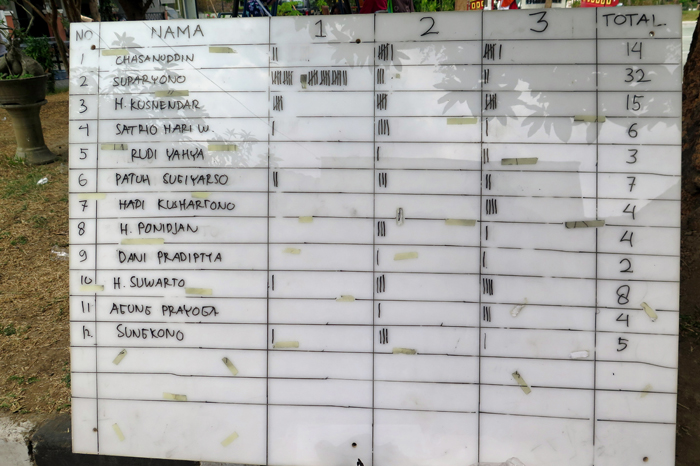 NO NAMA 1 2 3 TOTAL
1 CHASANUDDIN 14
2 SUPARYONO 32
3 H. KUSNENDAR 15
4 SATRIO HARI W 6
5 RUDI YAHYA 3
6 PATUH SUGIYARSO 7
7 HADI KUSHARTONO 4
8 H. PONIDJAN 4
9 DANI PRADIPTYA 2
10 H. SUWARTO 8
11 AGUNG PRAYOGA 4
12 SUNEKONO 5